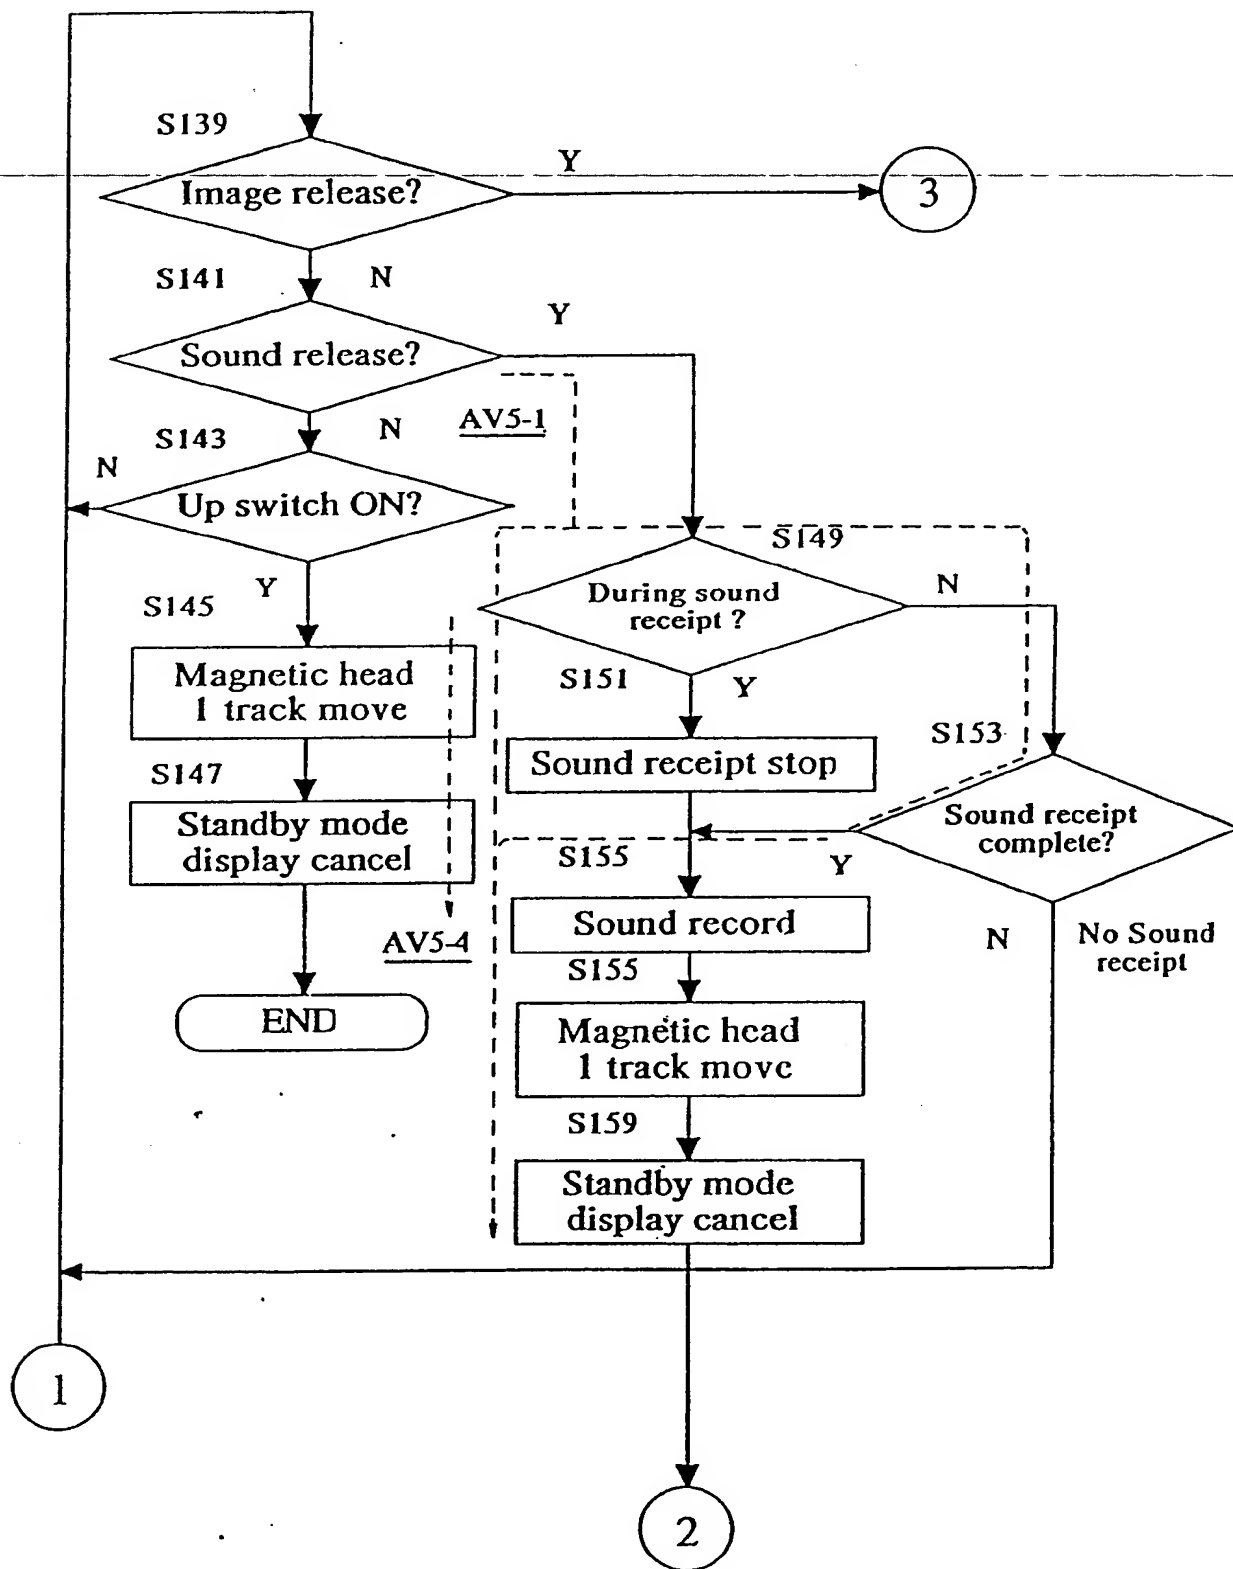 S139
Image release?
Y
3
S141
N
Sound release?
Y
S143
N
AV5-1
N
Up switch ON?
S149
During sound
receipt ?
N
Y
S145
Magnetic head
1 track move
S151
Y
Sound receipt stop
S153
Sound receipt
complete?
S147
Standby mode
display cancel
S155
Y
Sound record
N
No Sound
receipt
AV5-4
END
S155
Magnetic head
1 track move
S159
Standby mode
display cancel
1
2